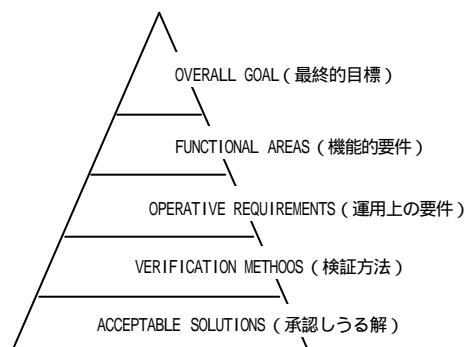 OVERALL GOAL(最終的目標)
FUNCTIONAL AREAS(機能的要件)
OPERATIVE REQUIREMENTS(運用上の要件)
VERIFICATION METHOOS(検証方法)
ACCEPTABLE SOLUTIONS(承認しうる解)